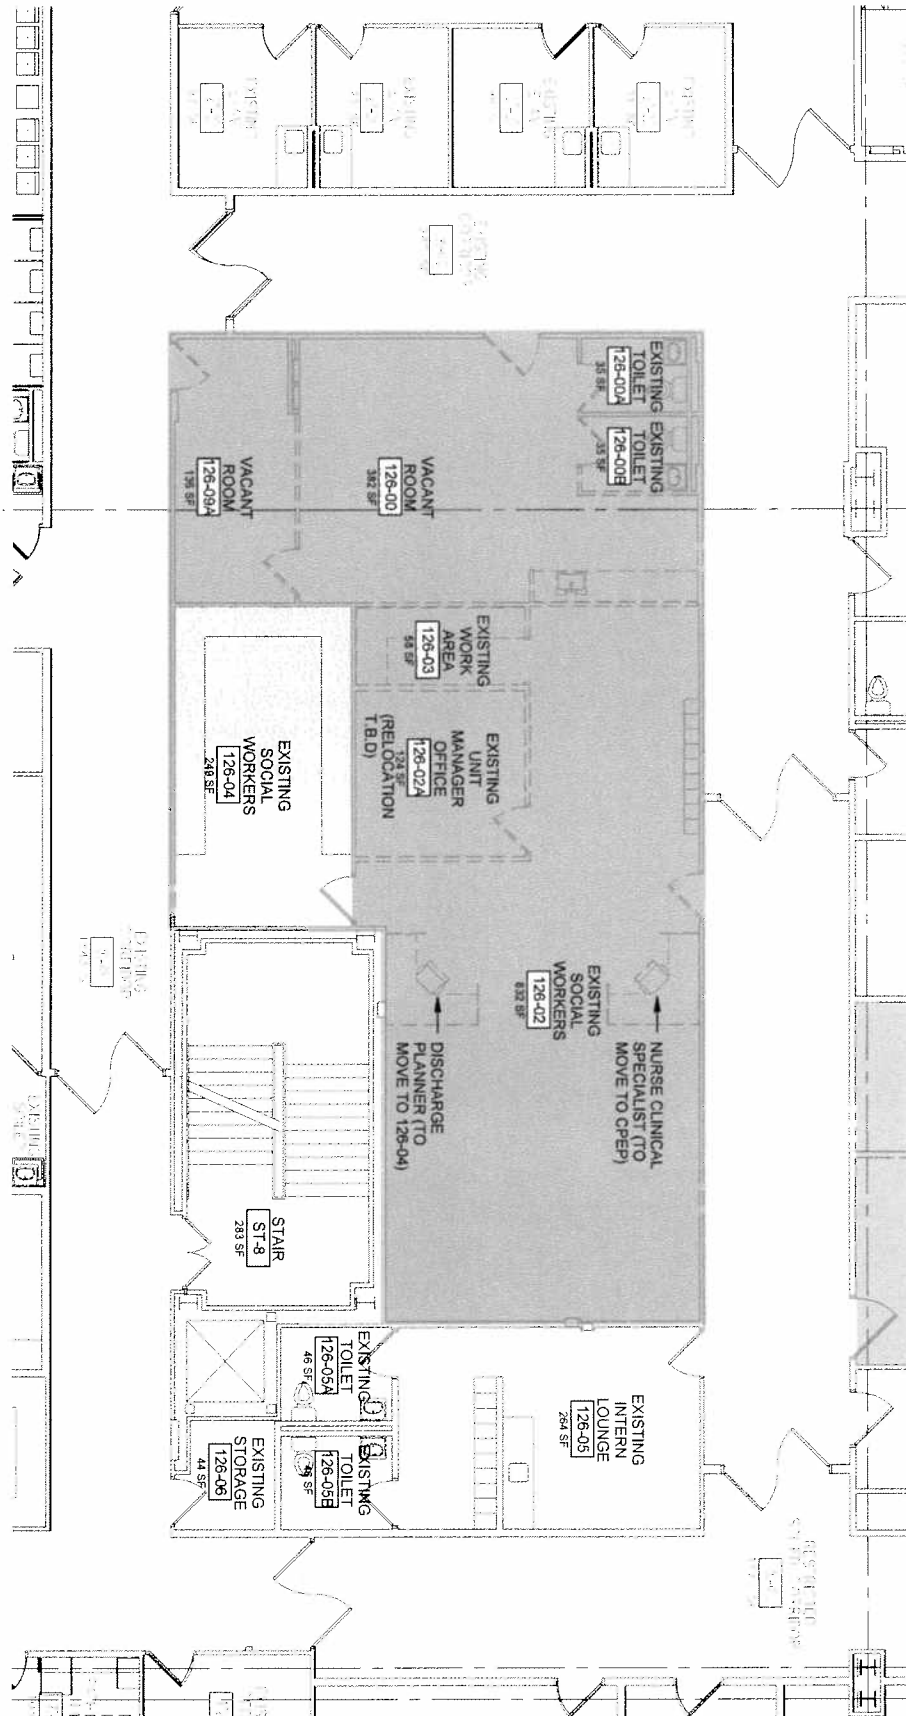 EXISTING
TOILET
126-00A
35 SF
EXISTING
TOILET
126-00B
35 SF
VACANT
ROOM
126-00
382 SF
VACANT
ROOM
126-09A
136 SF
EXISTING
WORK
AREA
126-03
58 SF
EXISTING
UNIT
MANAGER
OFFICE
126-02A
124 SF
(RELOCATION
T.B.D)
EXISTING
SOCIAL
WORKERS
126-04
249 SF
EXISTING
SOCIAL
WORKERS
126-02
832 SF
NURSE CLINICAL
SPECIALIST (TO
MOVE TO CPEP)
DISCHARGE
PLANNER (TO
MOVE TO 126-04)
STAIR
ST-8
283 SF
EXISTING
TOILET
126-05A
46 SF
EXISTING
TOILET
126-05B
SF
EXISTING
INTERN
LOUNGE
126-05
264 SF
EXISTING
STORAGE
126-06
44 SF